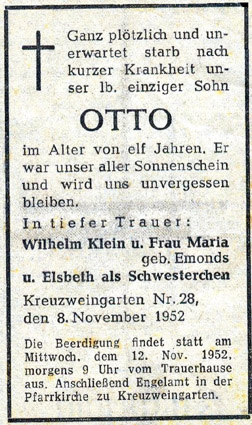 Ganz plötzlich und un-
erwartet starb nach
kurzer Krankheit un-
ser lb. einziger Sohn
OTTO
im Alter von elf Jahren. Er
war unser aller Sonnenschein
und wird uns unvergessen
bleiben.
In tiefer Trauer:
Wilhelm Klein u. Frau Maria
geb. Emonds
u. Elsbeth als Schwesterchen
Kreuzweingarten Nr. 28,
den 8. November 1952
Die Beerdigung findet statt am
Mittwoch, dem 12. Nov. 1952,
morgens 9 Uhr vom Trauerhause
aus. Anschließend Engelamt in der
Pfarrkirche zu Kreuzweingarten.